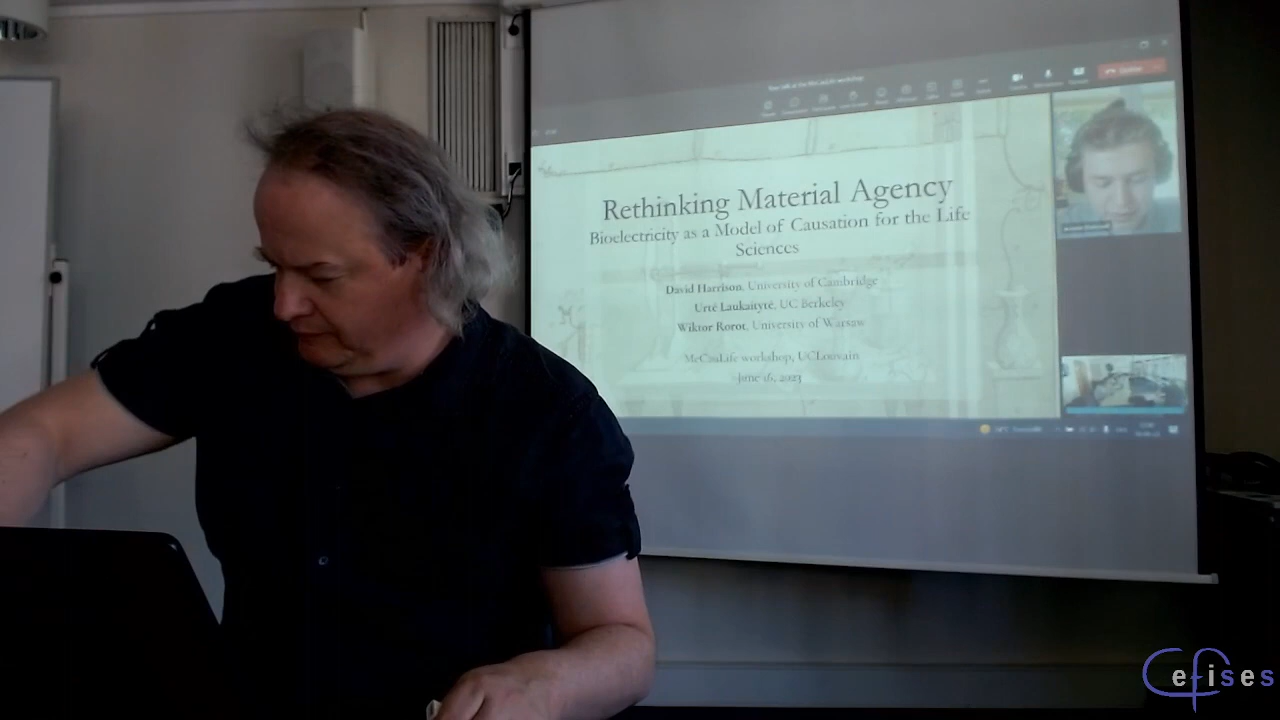 Rethinking Material Agency
Bioelectricity as a Model of Causation for the Life
Sciences
David Harrison, University of Cambridge
Urtė Laukaitytė, UC Berkeley
Wiktor Rorot, University of Warsaw
McCauLife workshop, UCLouvain
June 16, 2023
Cefises